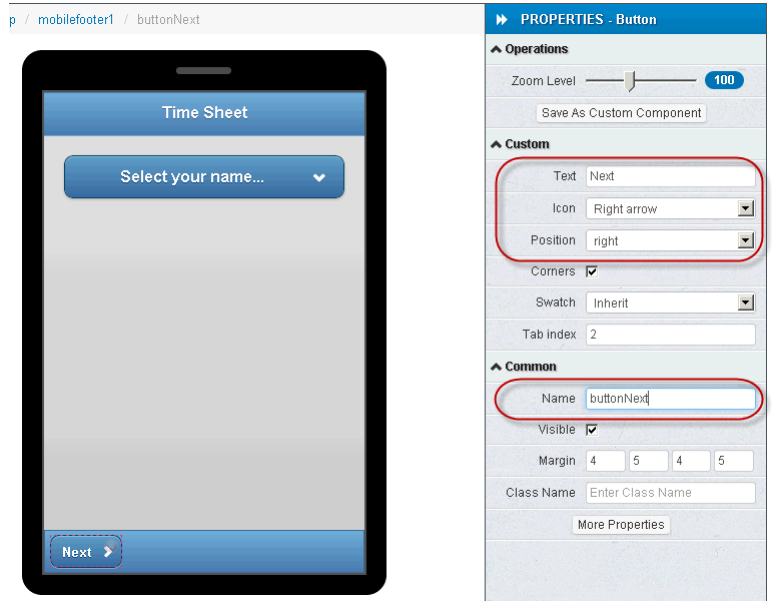 p / mobilefooter1 / buttonNext
Time Sheet
Select your name...
Next
PROPERTIES - Button
Operations
Zoom Level 100
Save As Custom Component
Custom
Text Next
Icon Right arrow
Position right
Corners
Swatch Inherit
Tab index 2
Common
Name buttonNext
Visible
Margin 4 5 4 5
Class Name Enter Class Name
More Properties